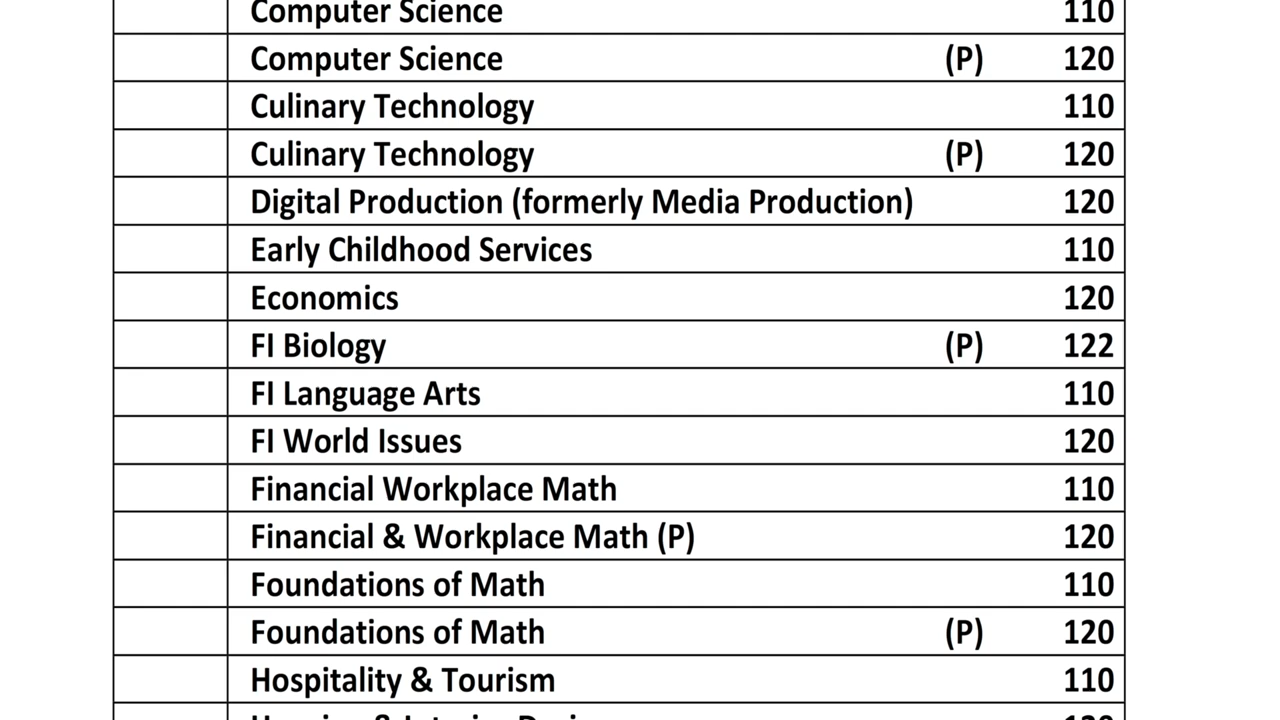 Computer Science 110
Computer Science (P) 120
Culinary Technology 110
Culinary Technology (P) 120
Digital Production (formerly Media Production) 120
Early Childhood Services 110
Economics 120
FI Biology (P) 122
FI Language Arts 110
FI World Issues 120
Financial Workplace Math 110
Financial & Workplace Math (P) 120
Foundations of Math 110
Foundations of Math (P) 120
Hospitality & Tourism 110